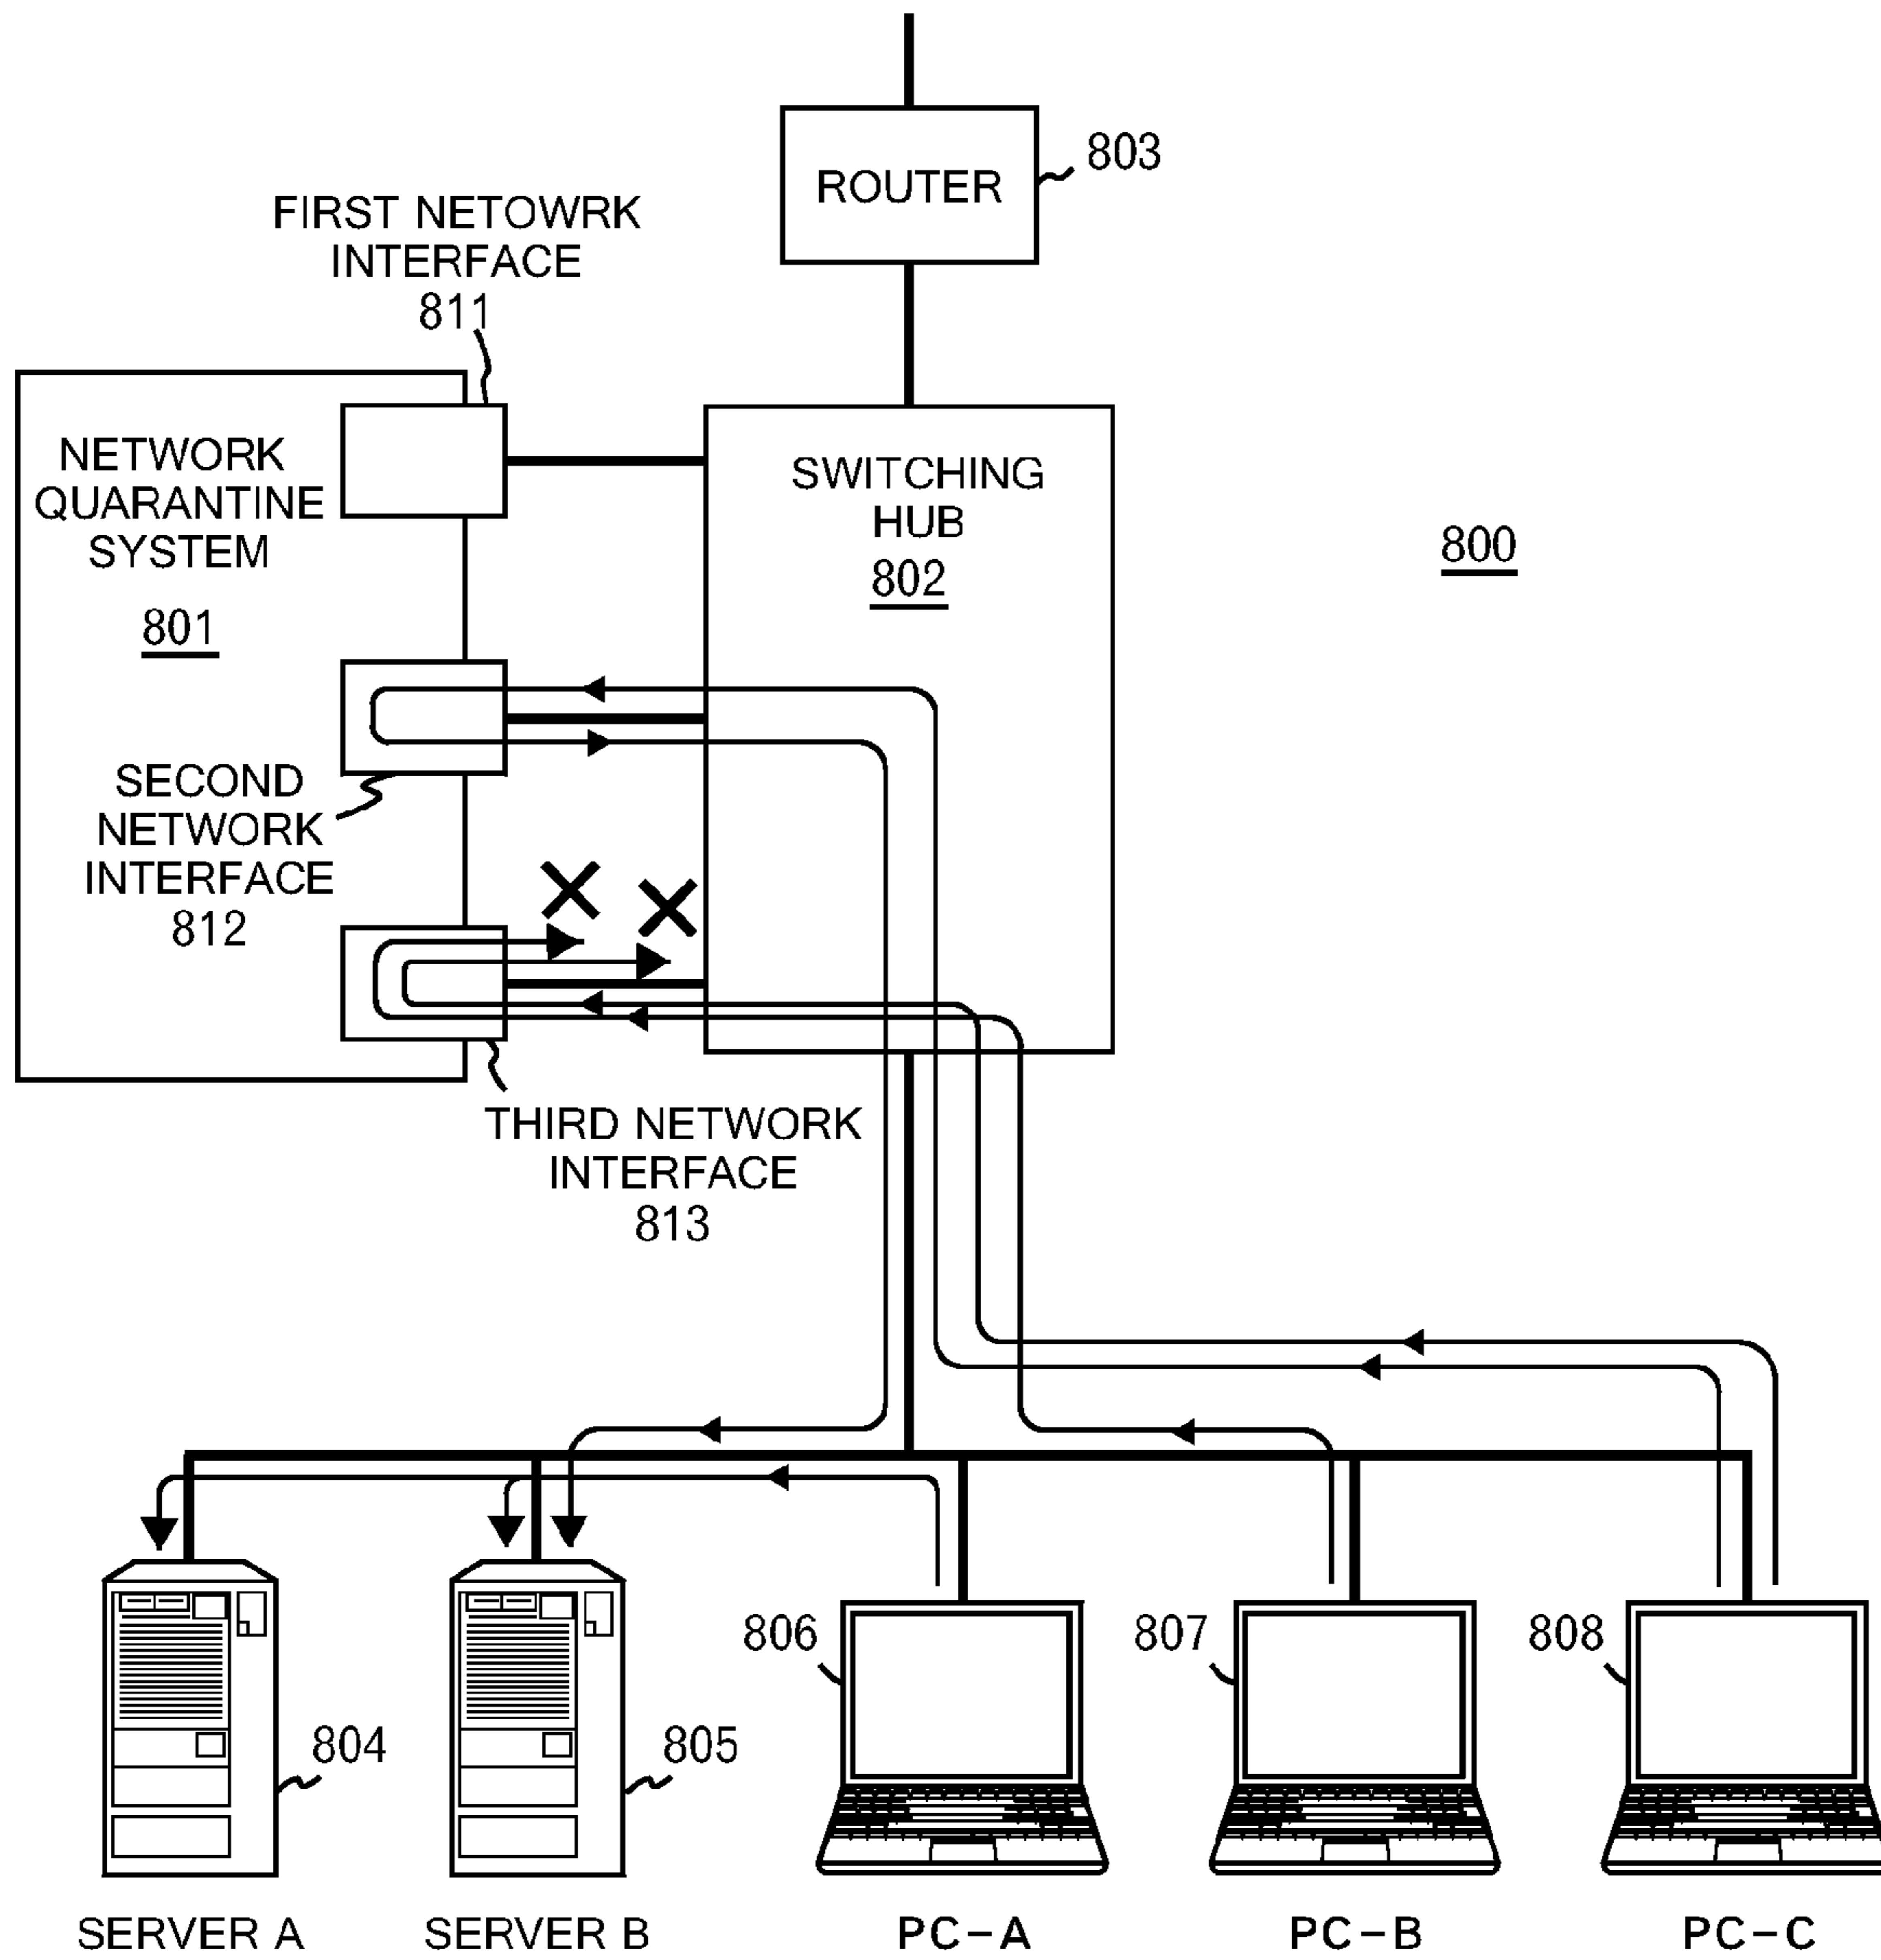 ROUTER
803
FIRST NETOWRK
INTERFACE
811
NETWORK
QUARANTINE
SYSTEM
801
SWITCHING
HUB
802
800
SECOND
NETWORK
INTERFACE
812
THIRD NETWORK
INTERFACE
813
804
805
806
807
808
SERVER A
SERVER B
PC-A
PC-B
PC-C